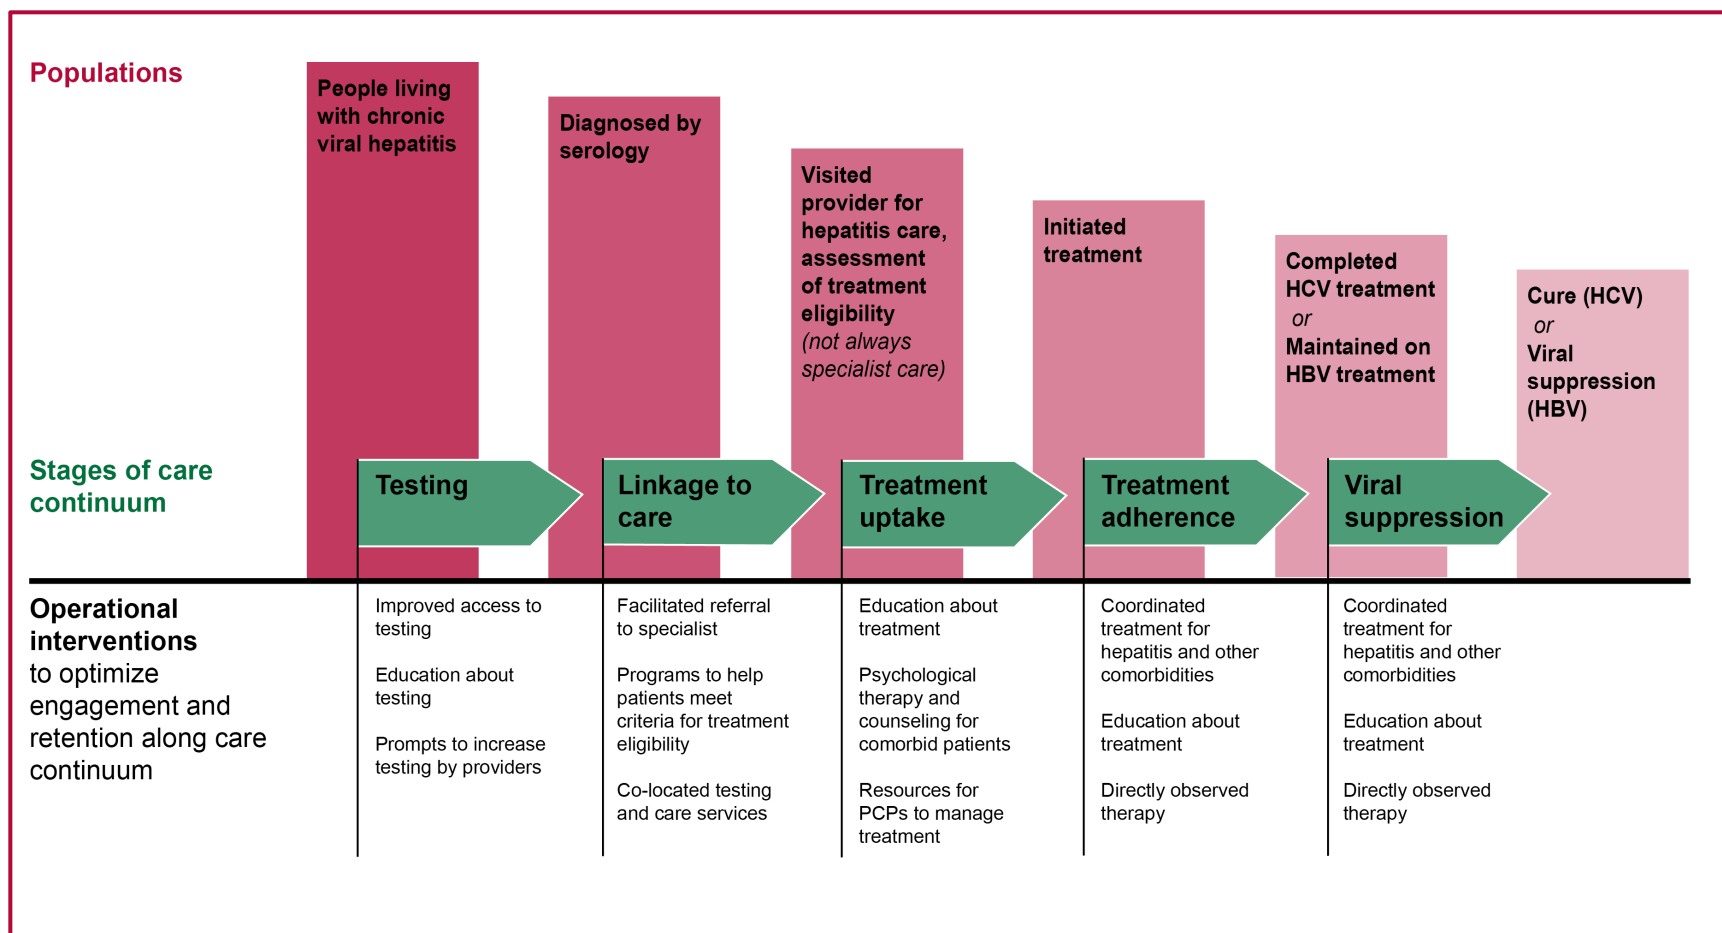 Populations
People living
with chronic
viral hepatitis
Diagnosed by
serology
Visited
provider for
hepatitis care,
assessment
of treatment
eligibility
(not always
specialist care)
Initiated
treatment
Completed
HCV treatment
or
Maintained on
HBV treatment
Cure (HCV)
or
Viral
suppression
(HBV)
Stages of care
continuum
Testing
Linkage to
care
Treatment
uptake
Treatment
adherence
Viral
suppression
Operational
interventions
to optimize
engagement and
retention along care
continuum
Improved access to
testing
Education about
testing
Prompts to increase
testing by providers
Facilitated referral
to specialist
Programs to help
patients meet
criteria for treatment
eligibility
Co-located testing
and care services
Education about
treatment
Psychological
therapy and
counseling for
comorbid patients
Resources for
PCPs to manage
treatment
Coordinated
treatment for
hepatitis and other
comorbidities
Education about
treatment
Directly observed
therapy
Coordinated
treatment for
hepatitis and other
comorbidities
Education about
treatment
Directly observed
therapy